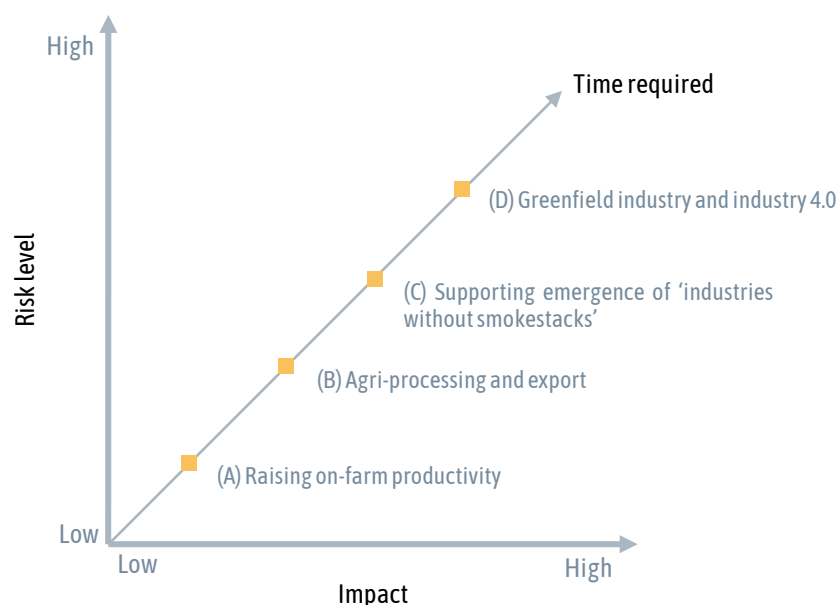 High
Time required
(D) Greenfield industry and industry 4.0
Risk level
(C) Supporting emergence of ‘industries
without smokestacks’
(B) Agri-processing and export
(A) Raising on-farm productivity
Low
Low
High
Impact